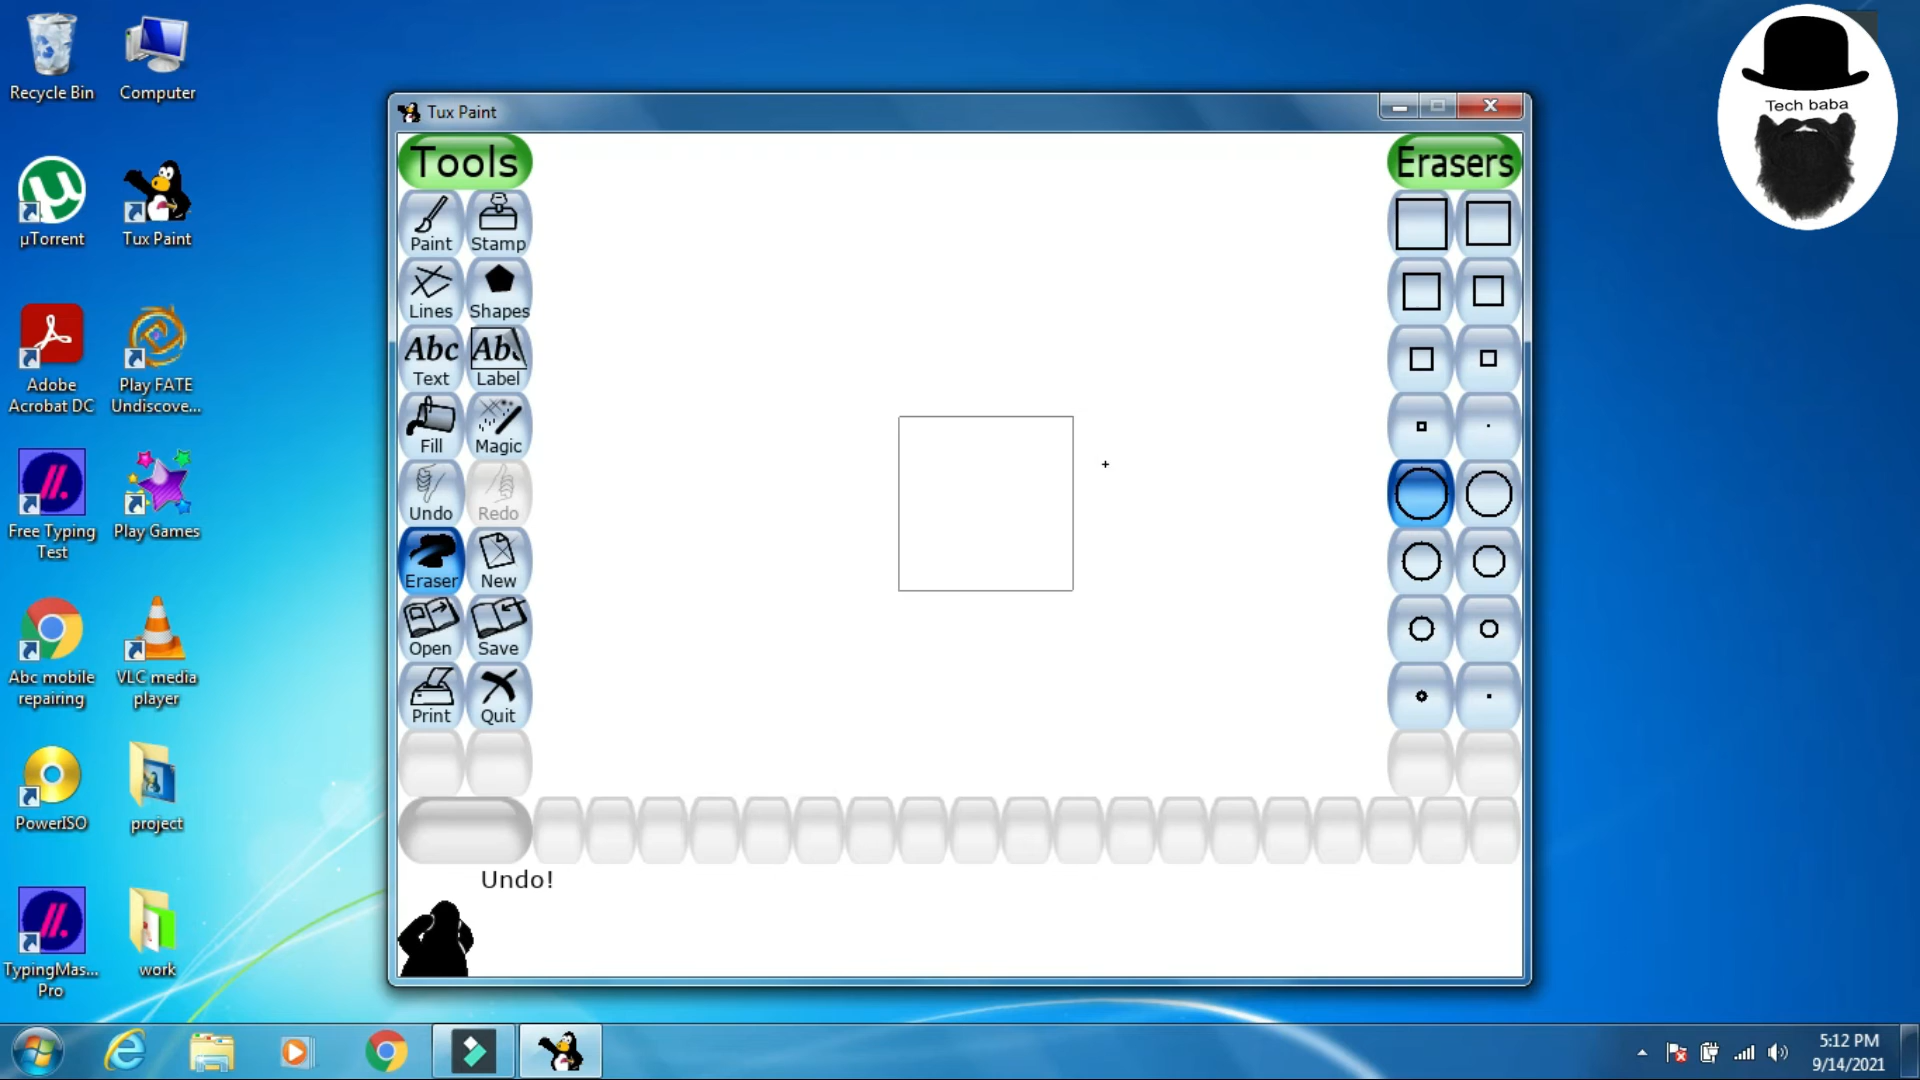 Recycle Bin
Computer
µTorrent
Tux Paint
Adobe
Acrobat DC
Play FATE
Undiscove...
Free Typing
Test
Play Games
Abc mobile
repairing
VLC media
player
PowerISO
project
TypingMas...
Pro
work
Tux Paint
Tools
Paint
Stamp
Lines
Shapes
Abc
Text
Abc
Label
Fill
Magic
Undo
Redo
Eraser
New
Open
Save
Print
Quit
Erasers
Undo!
Tech baba
5:12 PM
9/14/2021